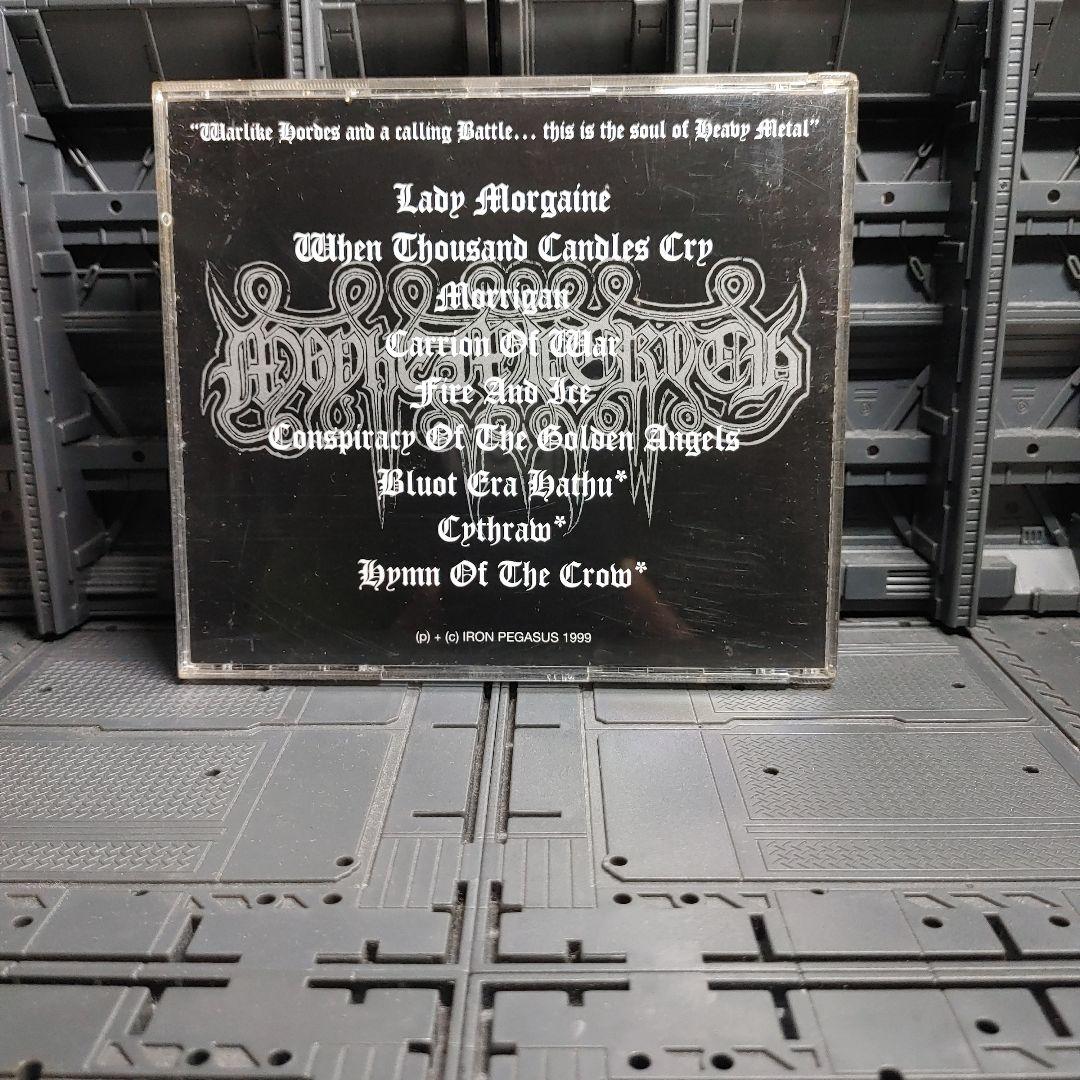 "Warlike Hordes and a calling Battle... this is the soul of Heavy Metal"
Lady Morgaine
When Thousand Candles Cry
Morrigan
Carrion Of War
Fire And Ice
Conspiracy Of The Golden Angels
Bluot Era Hathu*
Cythraw*
Hymn Of The Crow*
(p) + (c) IRON PEGASUS 1999